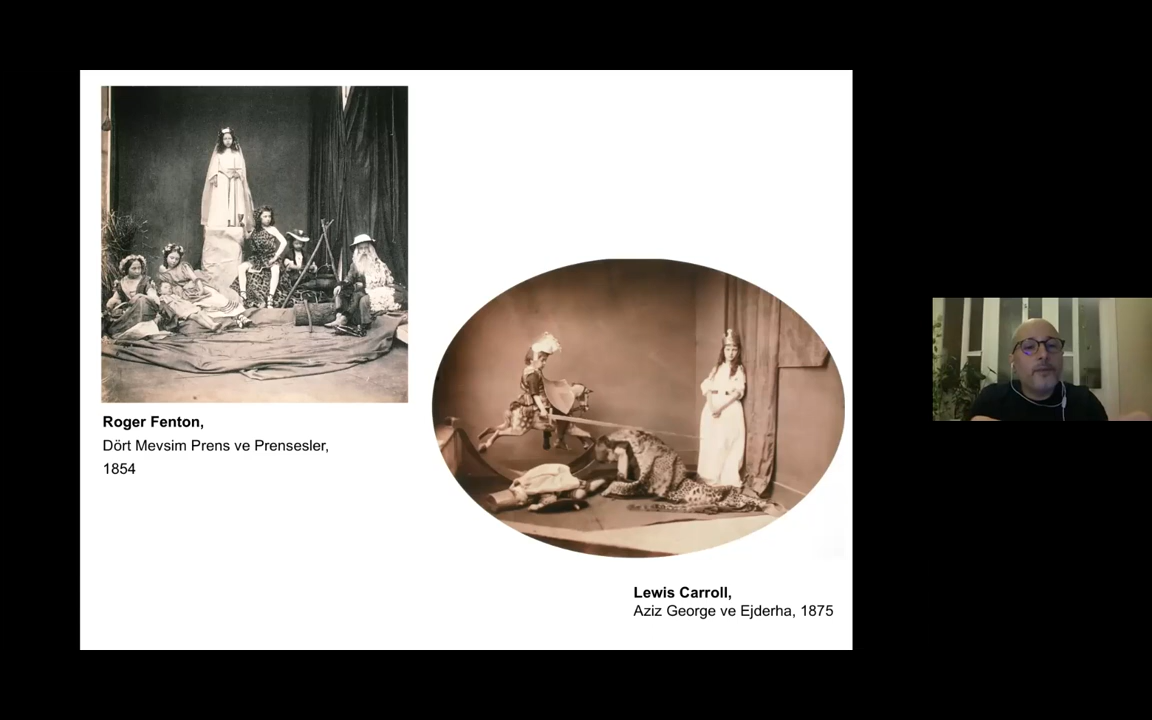 Roger Fenton,
Dört Mevsim Prens ve Prensesler,
1854
Lewis Carroll,
Aziz George ve Ejderha, 1875